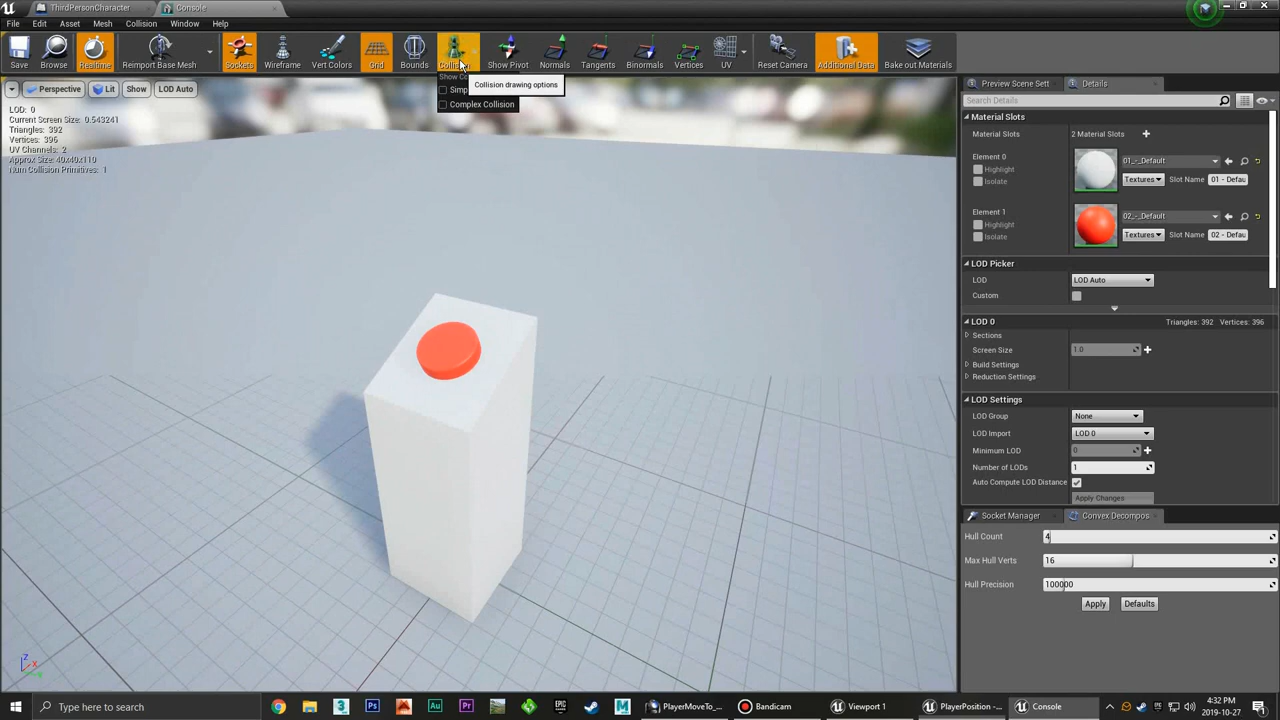 ThirdPersonCharacter
Console
File Edit Asset Mesh Collision Window Help
Save Browse Realtime Reimport Base Mesh Sockets Wireframe Vert Colors Grid Bounds Show Pivot Normals Tangents Binormals Vertices UV Reset Camera Additional Data Bake out Materials
Collision drawing options
Complex Collision
Perspective Lit Show LOD Auto
LOD: 0
Current Screen Size: 0.543241
Triangles: 392
Vertices: 396
UV Channels: 2
Approx Size: 40x40x110
Num Collision Primitives: 1
Preview Scene Sett Details
Search Details
Material Slots
Material Slots 2 Material Slots
Element 0 01_-_Default
Highlight
Isolate Textures Slot Name 01 - Defau
Element 1 02_-_Default
Highlight
Isolate Textures Slot Name 02 - Defau
LOD Picker
LOD LOD Auto
Custom
LOD 0 Triangles: 392 Vertices: 396
Sections
Screen Size 1.0
Build Settings
Reduction Settings
LOD Settings
LOD Group None
LOD Import LOD 0
Minimum LOD 0
Number of LODs 1
Auto Compute LOD Distance
Apply Changes
Socket Manager Convex Decompos
Hull Count 4
Max Hull Verts 16
Hull Precision 100000
Apply Defaults
Z X
Type here to search
PlayerMoveTo_... Bandicam Viewport 1 PlayerPosition -... Console
4:32 PM
2019-10-27